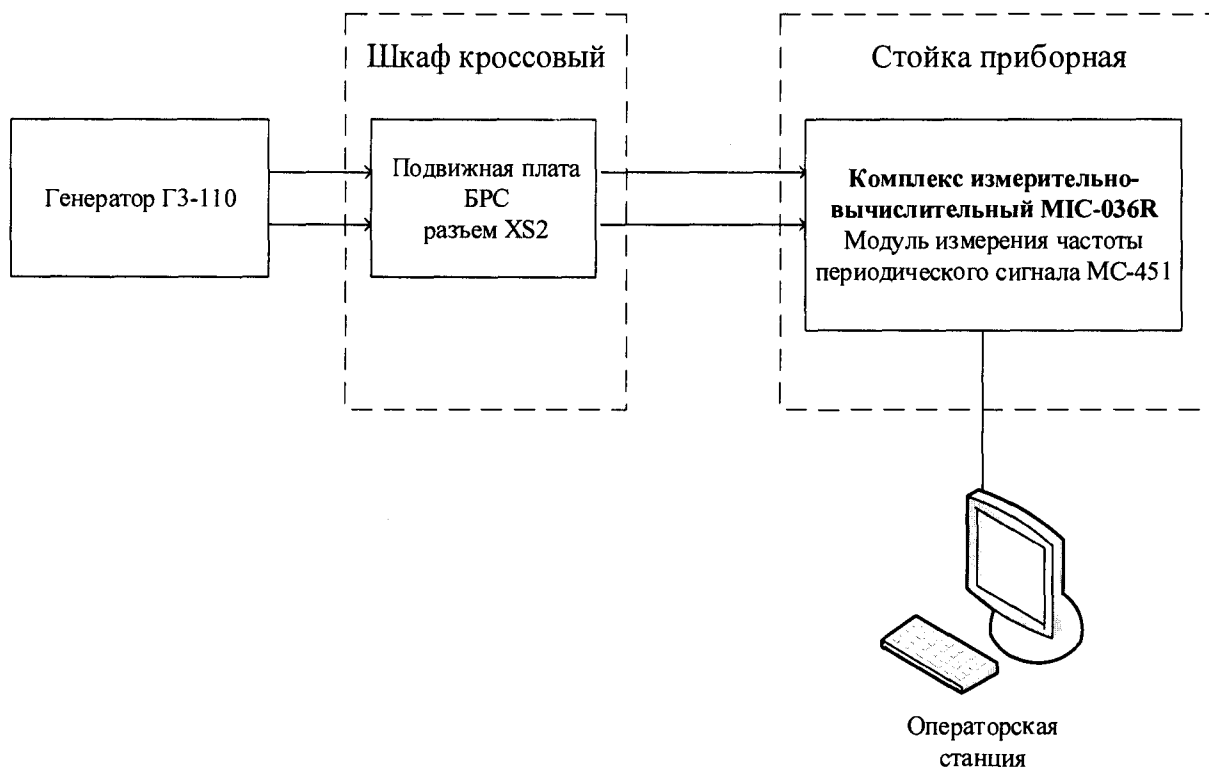 Шкаф кроссовый
Стойка приборная
Генератор Г3-110
Подвижная плата
БРС
разъем XS2
Комплекс измерительно-
вычислительный MIC-036R
Модуль измерения частоты
периодического сигнала МС-451
Операторская
станция